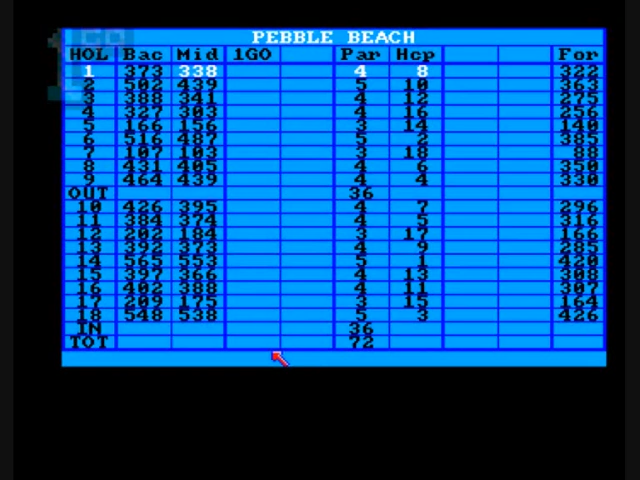 PEBBLE BEACH
HOL Bac Mid 1GO Par Hcp For
1 373 338 4 8 322
2 502 439 5 10 363
3 388 341 4 12 275
4 327 303 4 16 256
5 166 156 3 14 140
6 516 487 5 2 385
7 107 103 3 18 88
8 431 405 4 6 350
9 464 439 4 4 330
OUT 36
10 426 395 4 7 296
11 384 374 4 5 316
12 202 184 3 17 166
13 392 373 4 9 285
14 565 553 5 1 420
15 397 366 4 13 308
16 402 388 4 11 307
17 209 175 3 15 164
18 548 538 5 3 426
IN 36
TOT 72